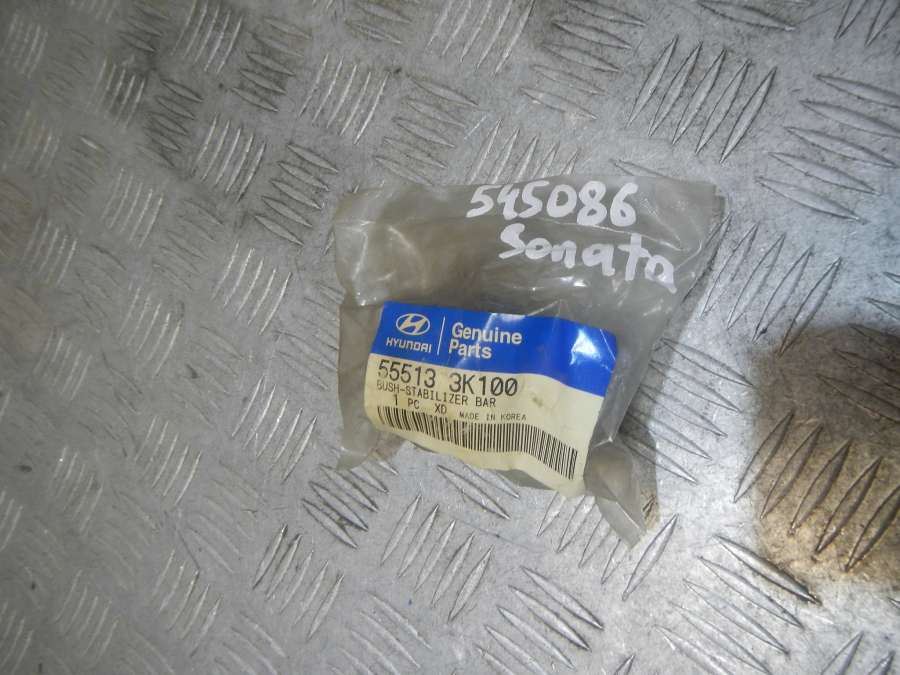 545086
Sonata
HYUNDAI
Genuine
Parts
55513 3K100
BUSH-STABILIZER BAR
1 PC XD MADE IN KOREA